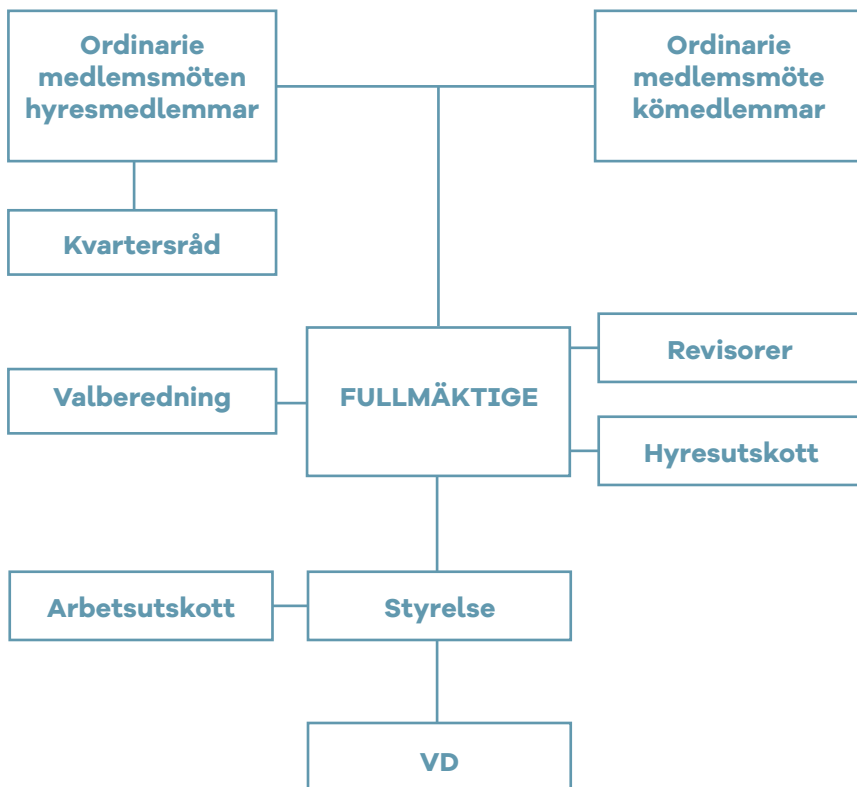 Ordinarie
medlemsmöten
hyresmedlemmar
Ordinarie
medlemsmöte
kömedlemmar
Kvartersråd
Valberedning
FULLMÄKTIGE
Revisorer
Hyresutskott
Arbetsutskott
Styrelse
VD